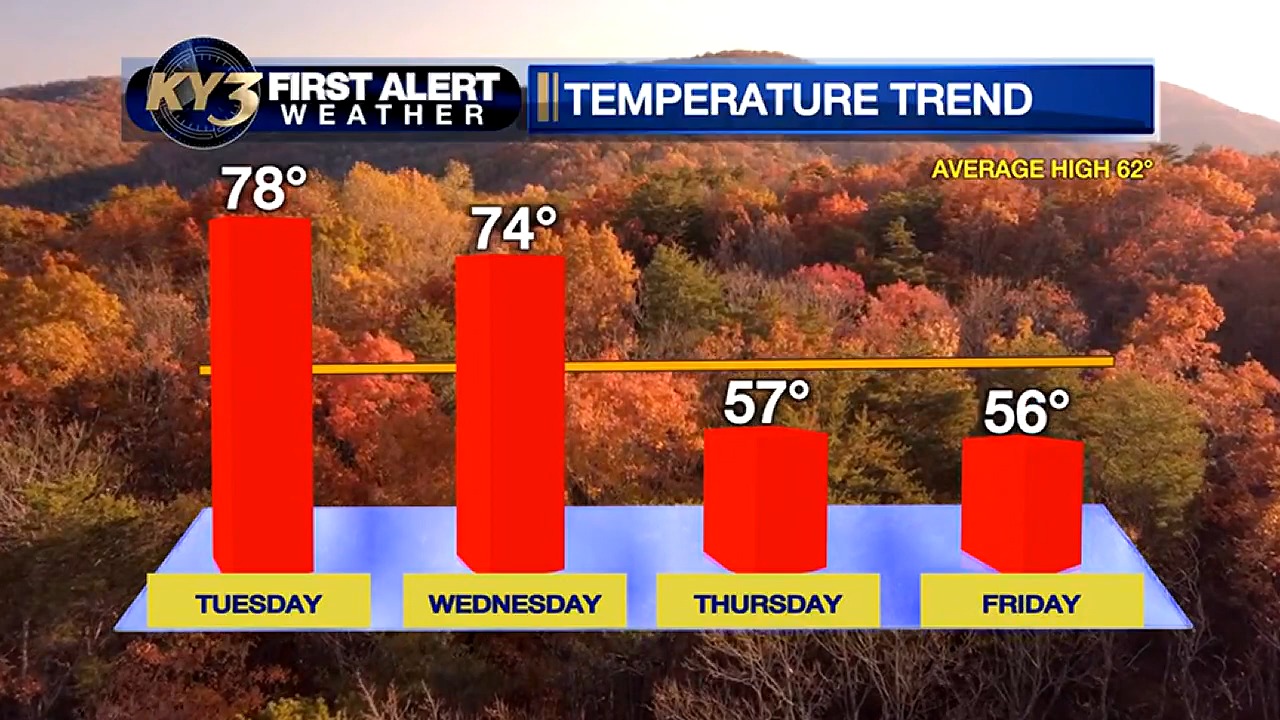 KY3 FIRST ALERT
WEATHER
TEMPERATURE TREND
AVERAGE HIGH 62°
78°
74°
57°
56°
TUESDAY
WEDNESDAY
THURSDAY
FRIDAY